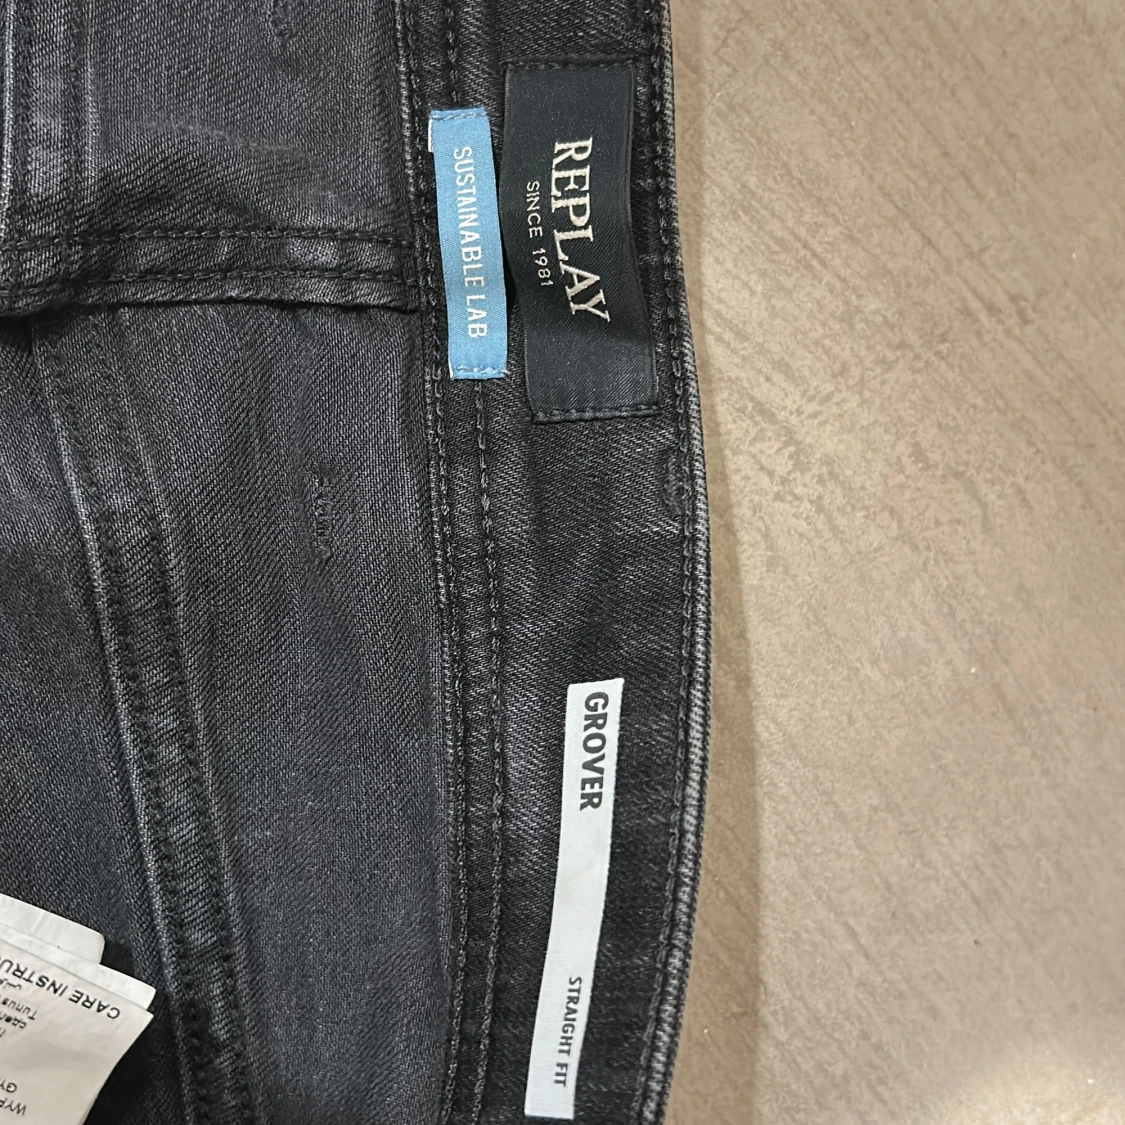 REPLAY
SINCE 1981
SUSTAINABLE LAB
GROVER
STRAIGHT FIT
CARE INSTRU